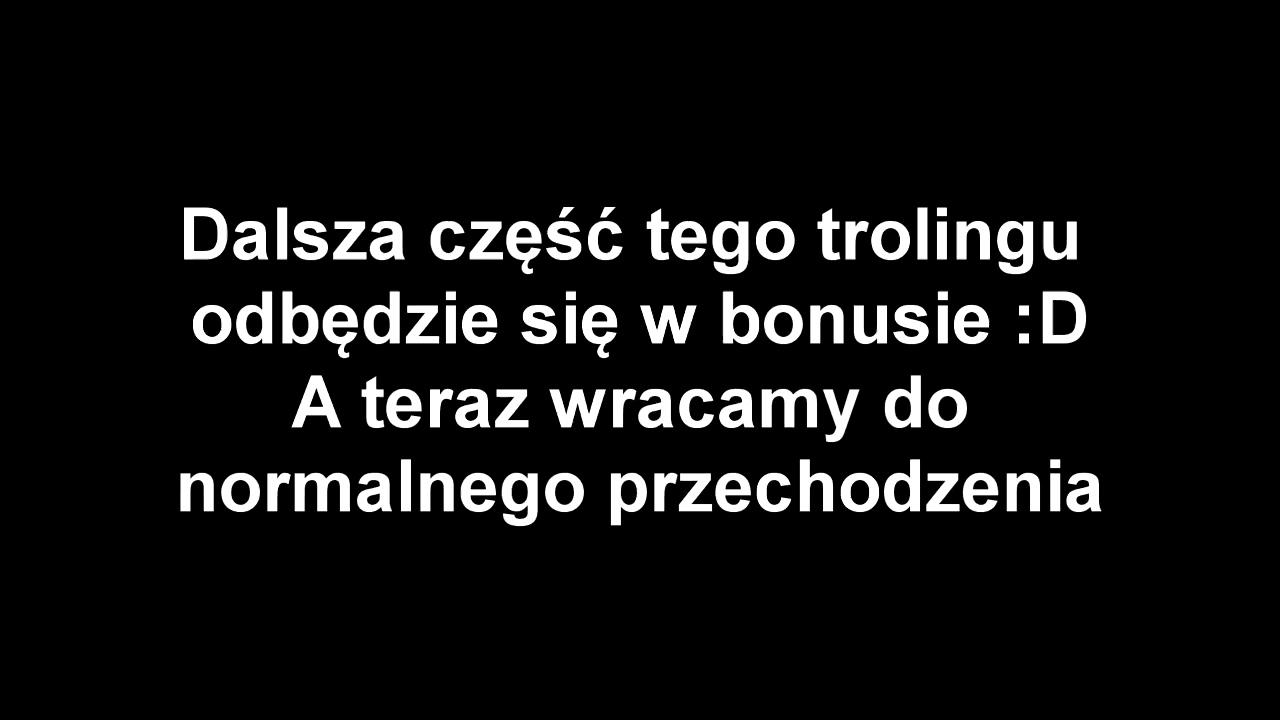 Dalsza część tego trolingu
odbędzie się w bonusie :D
A teraz wracamy do
normalnego przechodzenia